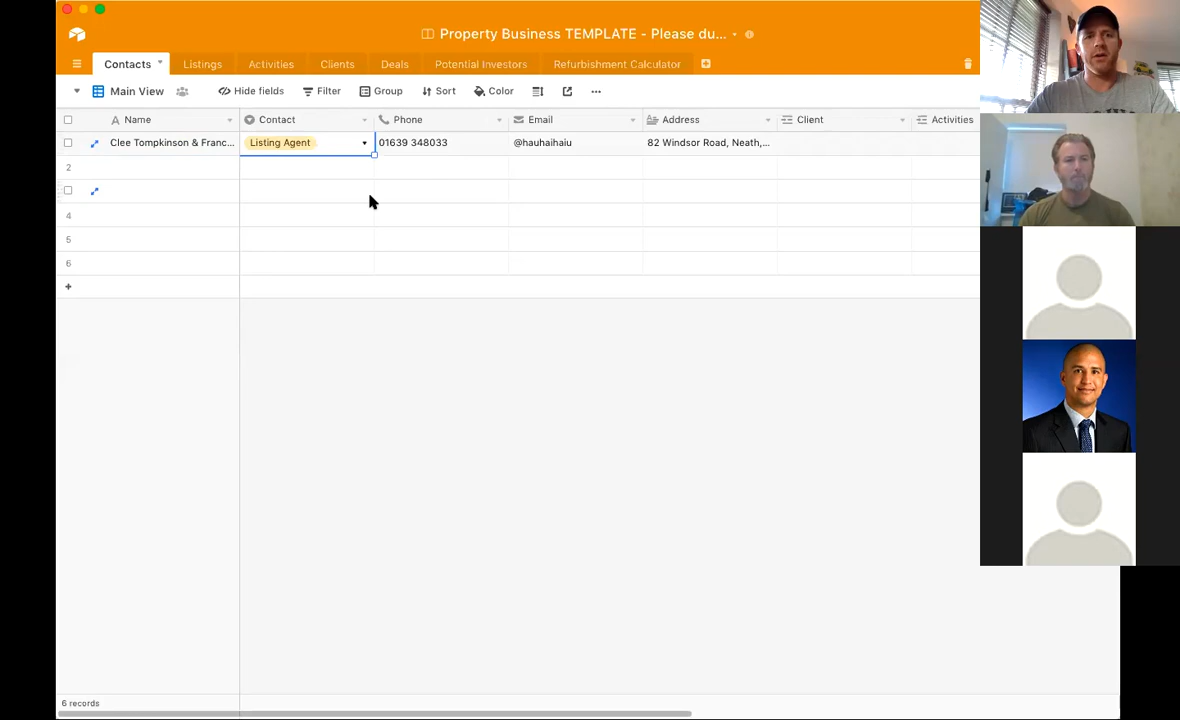 Property Business TEMPLATE - Please du...
Contacts
Listings
Activities
Clients
Deals
Potential Investors
Refurbishment Calculator
Main View
Hide fields
Filter
Group
Sort
Color
Name
Contact
Phone
Email
Address
Client
Activities
Clee Tompkinson & Franc...
Listing Agent
01639 348033
@hauhaihaiu
82 Windsor Road, Neath,...
2
4
5
6
6 records